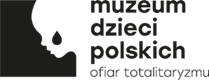 muzeum
dzieci
polskich
ofiar totalitaryzmu